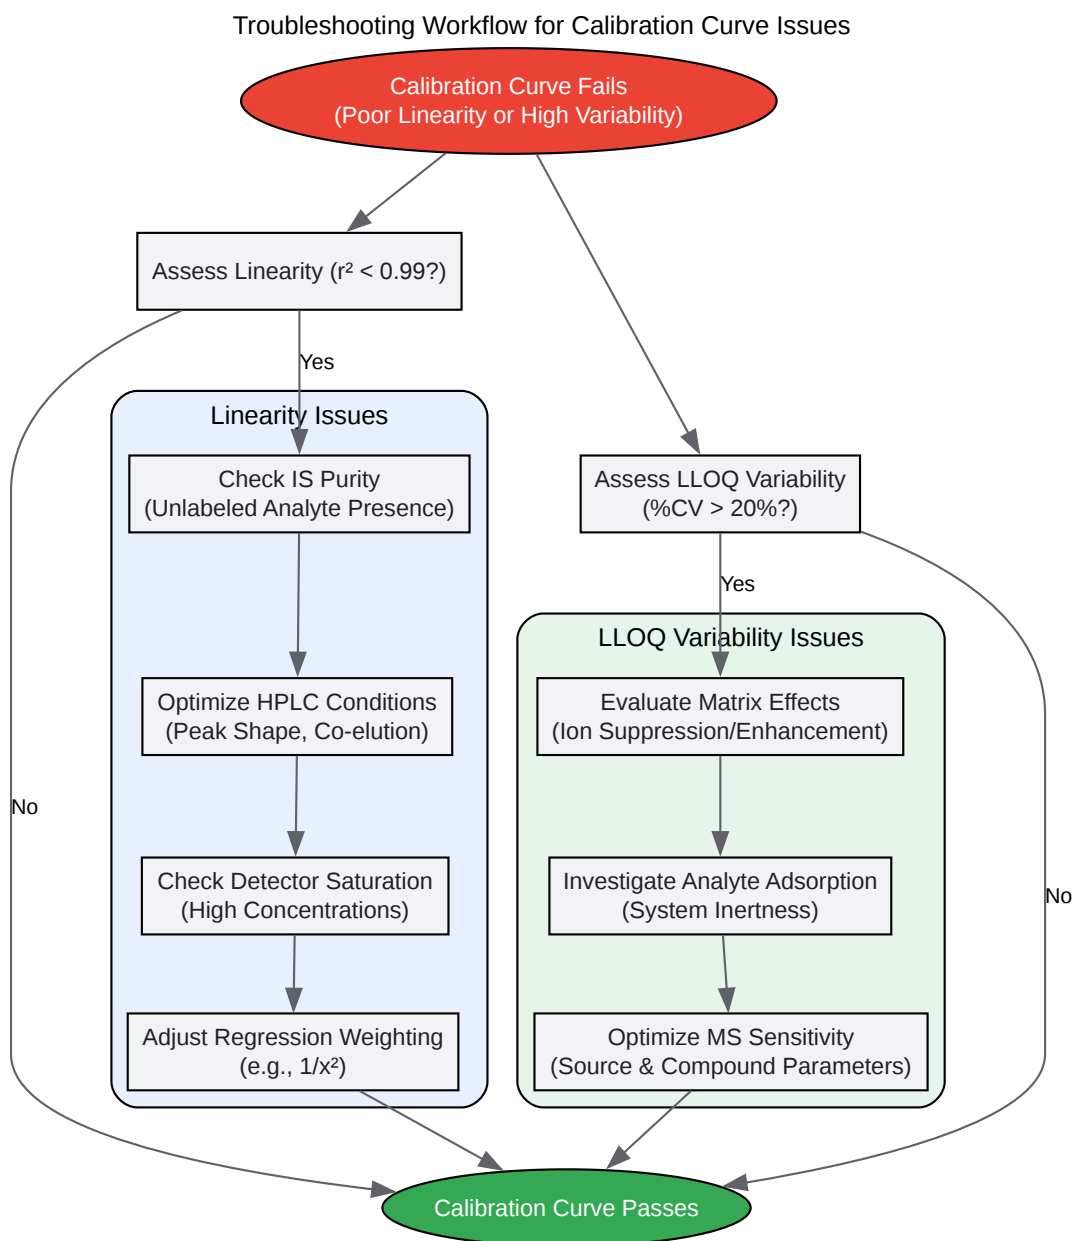 Troubleshooting Workflow for Calibration Curve Issues
Calibration Curve Fails
(Poor Linearity or High Variability)
Assess Linearity (r² < 0.99?)
Yes
Linearity Issues
Check IS Purity
(Unlabeled Analyte Presence)
Optimize HPLC Conditions
(Peak Shape, Co-elution)
Check Detector Saturation
(High Concentrations)
Adjust Regression Weighting
(e.g., 1/x²)
No
Assess LLOQ Variability
(%CV > 20%?)
Yes
LLOQ Variability Issues
Evaluate Matrix Effects
(Ion Suppression/Enhancement)
Investigate Analyte Adsorption
(System Inertness)
Optimize MS Sensitivity
(Source & Compound Parameters)
No
Calibration Curve Passes